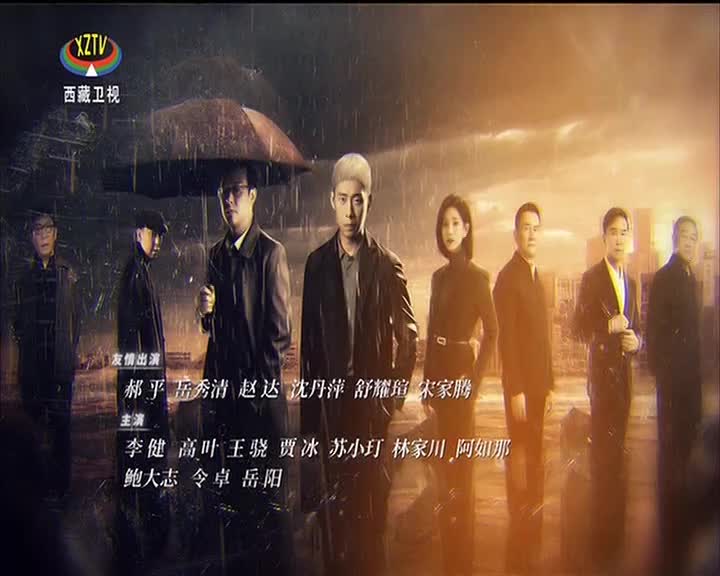 XZTV
西藏卫视
友情出演
郝平 岳秀清 赵达 沈丹萍 舒耀瑄 宋家腾
主演
李健 高叶 王骁 贾冰 苏小玎 林家川 阿如那
鲍大志 令卓 岳阳